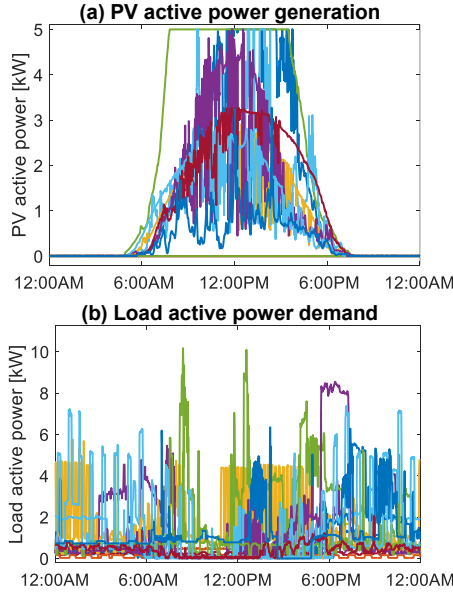 (a) PV active power generation
PV active power [kW]
5
4
3
2
1
0
12:00AM 6:00AM 12:00PM 6:00PM 12:00AM
(b) Load active power demand
Load active power [kW]
10
8
6
4
2
0
12:00AM 6:00AM 12:00PM 6:00PM 12:00AM